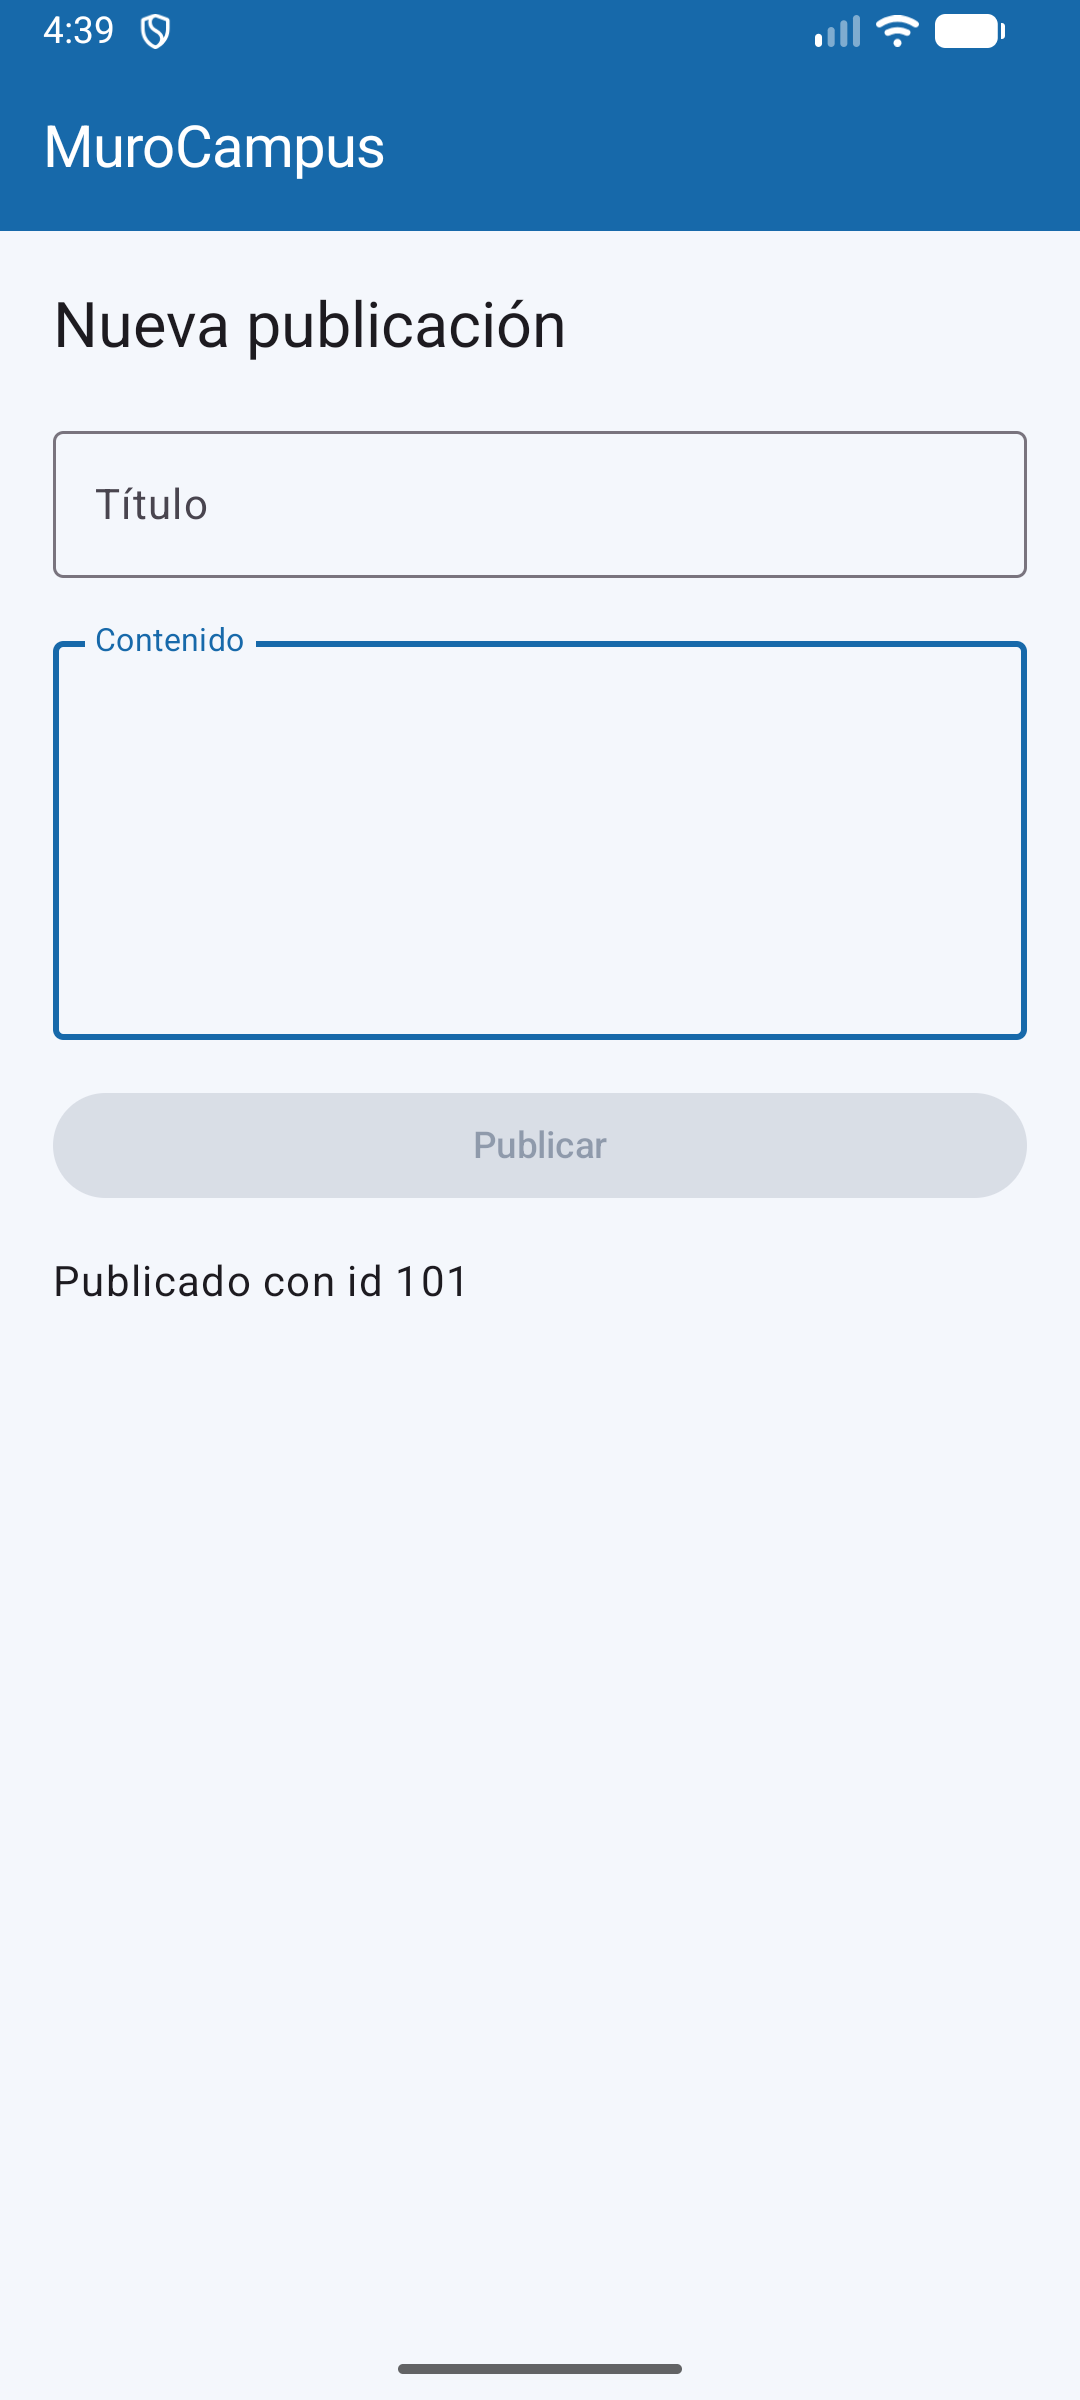 4:39
MuroCampus
Nueva publicación
Título
Contenido
Publicar
Publicado con id 101